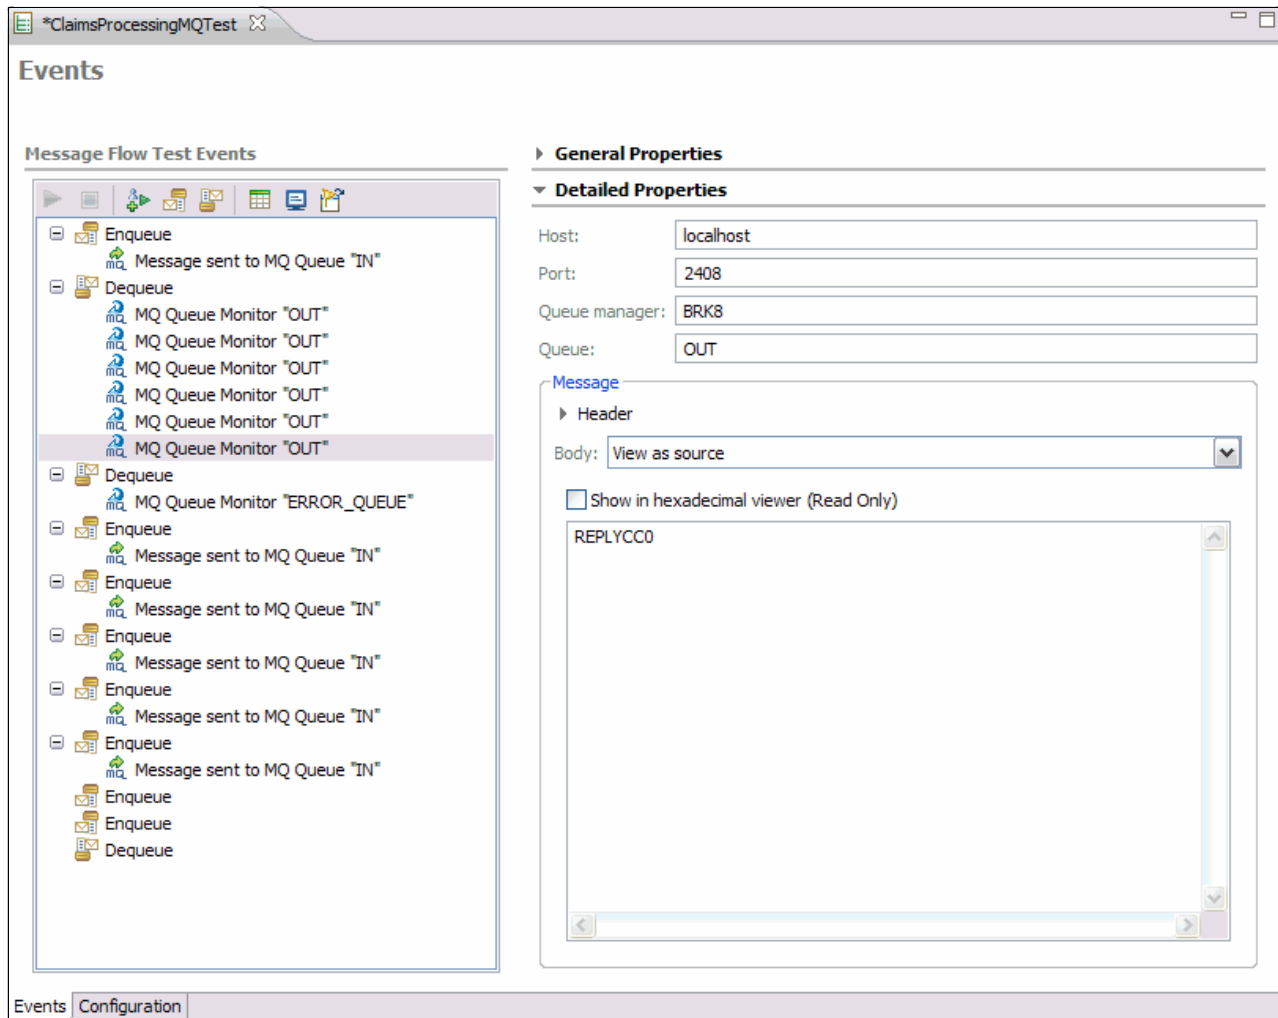 *ClaimsProcessingMQTest
Events
Message Flow Test Events
Enqueue
Message sent to MQ Queue "IN"
Dequeue
MQ Queue Monitor "OUT"
MQ Queue Monitor "OUT"
MQ Queue Monitor "OUT"
MQ Queue Monitor "OUT"
MQ Queue Monitor "OUT"
MQ Queue Monitor "OUT"
Dequeue
MQ Queue Monitor "ERROR_QUEUE"
Enqueue
Message sent to MQ Queue "IN"
Enqueue
Message sent to MQ Queue "IN"
Enqueue
Message sent to MQ Queue "IN"
Enqueue
Message sent to MQ Queue "IN"
Enqueue
Message sent to MQ Queue "IN"
Enqueue
Enqueue
Dequeue
General Properties
Detailed Properties
Host: localhost
Port: 2408
Queue manager: BRK8
Queue: OUT
Message
Header
Body: View as source
Show in hexadecimal viewer (Read Only)
REPLYCC0
Events Configuration